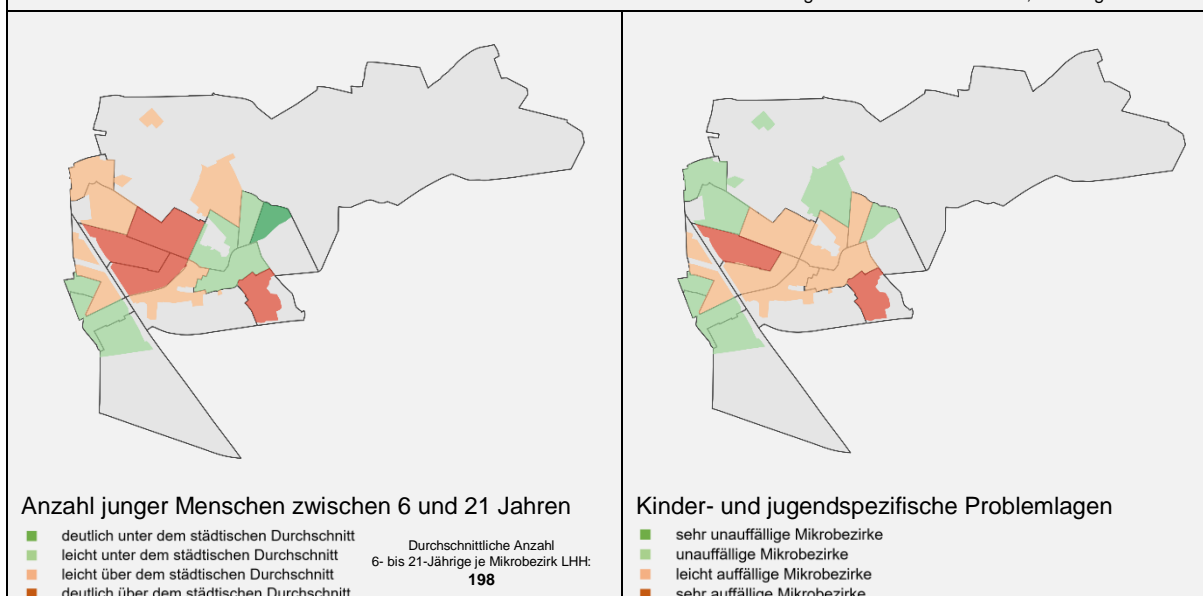 Anzahl junger Menschen zwischen 6 und 21 Jahren
deutlich unter dem städtischen Durchschnitt
leicht unter dem städtischen Durchschnitt
leicht über dem städtischen Durchschnitt
deutlich über dem städtischen Durchschnitt
Durchschnittliche Anzahl
6- bis 21-Jährige je Mikrobezirk LHH:
198
Kinder- und jugendspezifische Problemlagen
sehr unauffällige Mikrobezirke
unauffällige Mikrobezirke
leicht auffällige Mikrobezirke
sehr auffällige Mikrobezirke